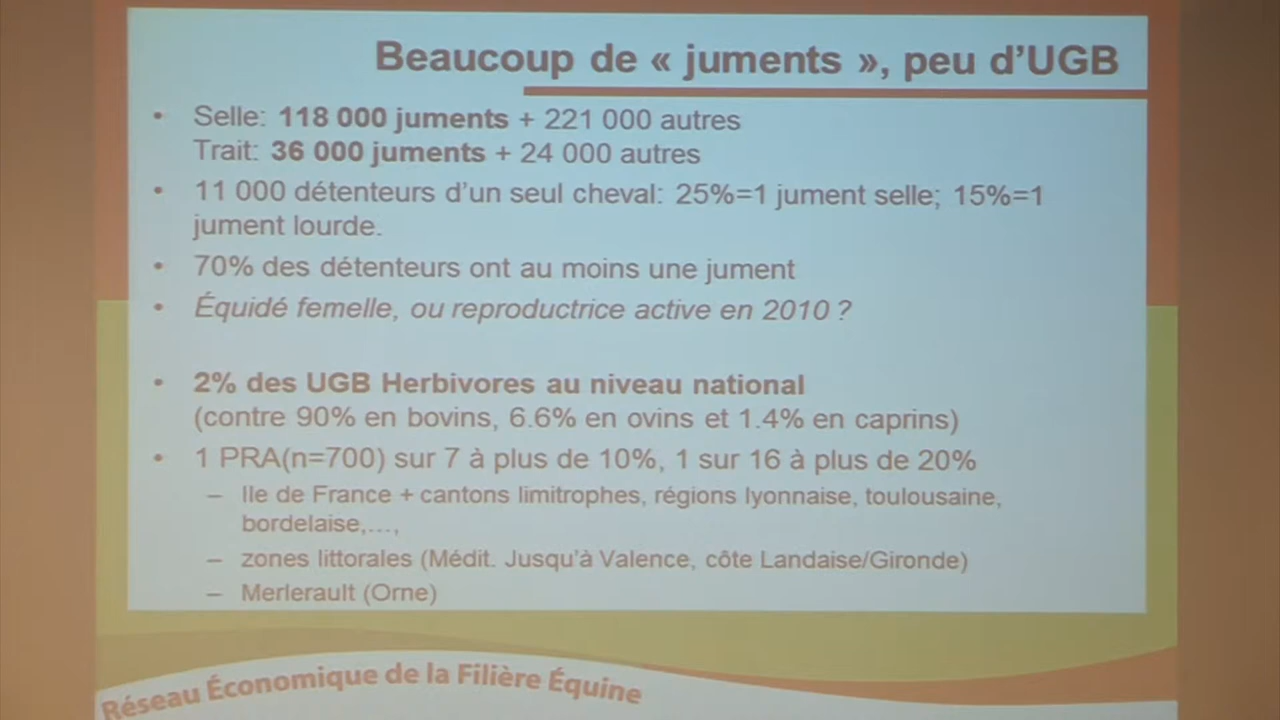 Beaucoup de « juments », peu d'UGB
• Selle: 118 000 juments + 221 000 autres
Trait: 36 000 juments + 24 000 autres
• 11 000 détenteurs d'un seul cheval: 25%=1 jument selle; 15%=1
jument lourde.
• 70% des détenteurs ont au moins une jument
• Équidé femelle, ou reproductrice active en 2010 ?
• 2% des UGB Herbivores au niveau national
(contre 90% en bovins, 6.6% en ovins et 1.4% en caprins)
• 1 PRA(n=700) sur 7 à plus de 10%, 1 sur 16 à plus de 20%
– Ile de France + cantons limitrophes, régions lyonnaise, toulousaine,
bordelaise,…,
– zones littorales (Médit. Jusqu'à Valence, côte Landaise/Gironde)
– Merlerault (Orne)
Réseau Économique de la Filière Équine